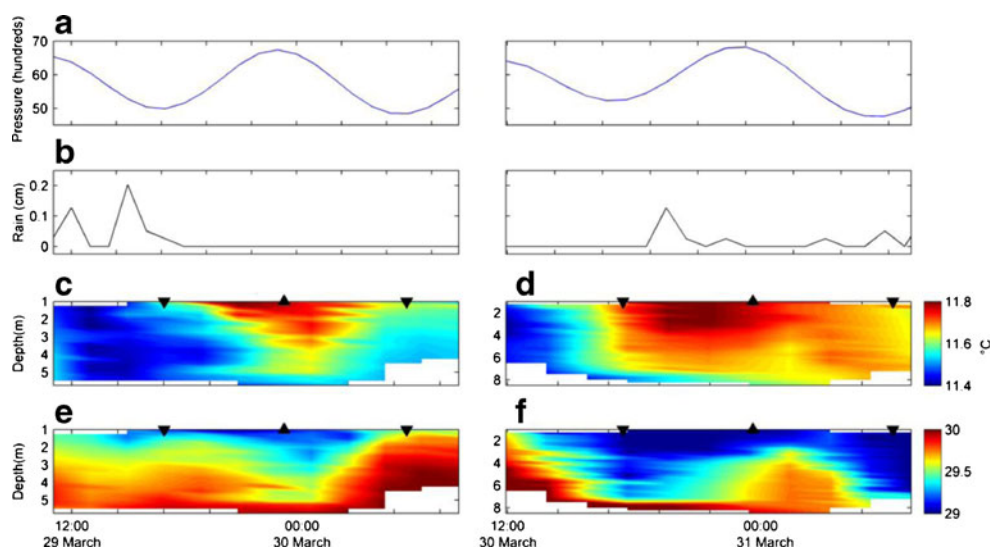 a
Pressure (hundreds)
70
60
50
b
Rain (cm)
0.2
0.1
0
c
Depth(m)
1
2
3
4
5
d
2
4
6
8
11.8
11.6
11.4
°C
e
Depth(m)
1
2
3
4
5
f
2
4
6
8
30
29.5
29
12:00
29 March
00:00
30 March
12:00
30 March
00:00
31 March